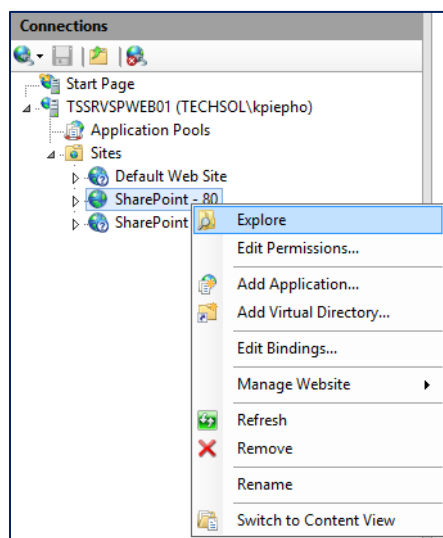 Connections
Start Page
TSSRVSPWEB01 (TECHSOL\kpiepho)
Application Pools
Sites
Default Web Site
SharePoint - 80
SharePoint
Explore
Edit Permissions...
Add Application...
Add Virtual Directory...
Edit Bindings...
Manage Website
Refresh
Remove
Rename
Switch to Content View